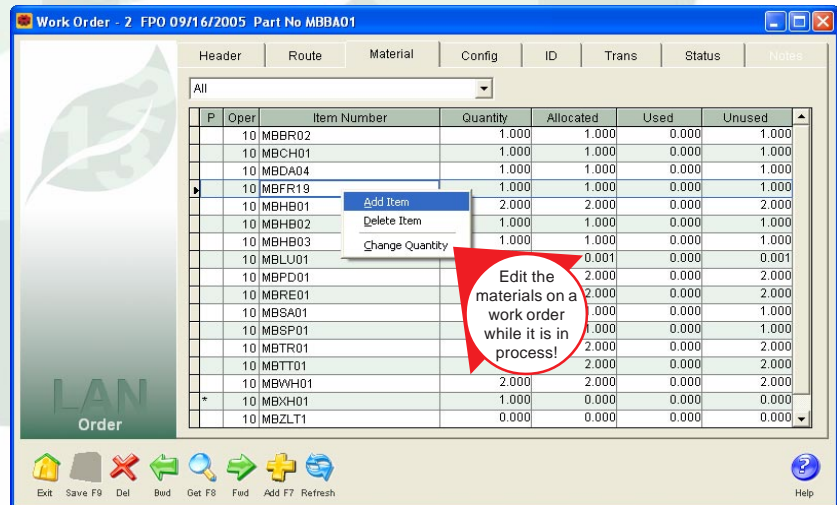 Work Order - 2 FPO 09/16/2005 Part No MBBA01
Header Route Material Config ID Trans Status Notes
All
P Oper Item Number Quantity Allocated Used Unused
10 MBBR02 1.000 1.000 0.000 1.000
10 MBCH01 1.000 1.000 0.000 1.000
10 MBDA04 1.000 1.000 0.000 1.000
10 MBFR19 1.000 1.000 0.000 1.000
10 MBHB01 2.000 2.000 0.000 2.000
10 MBHB02 1.000 1.000 0.000 1.000
10 MBHB03 1.000 1.000 0.000 1.000
10 MBLU01 0.001 0.000 0.001
10 MBPD01 2.000 0.000 2.000
10 MBRE01 2.000 0.000 2.000
10 MBSA01 .000 0.000 1.000
10 MBSP01 .000 0.000 1.000
10 MBTR01 2.000 0.000 2.000
10 MBTT01 2.000 0.000 2.000
10 MBWH01 2.000 2.000 0.000 2.000
* 10 MBXH01 1.000 0.000 0.000 0.000
10 MBZLT1 0.000 0.000 0.000 0.000
Add Item
Delete Item
Change Quantity
Edit the
materials on a
work order
while it is in
process!
LAN
Order
Exit Save F9 Del Bwd Get F8 Fwd Add F7 Refresh Help